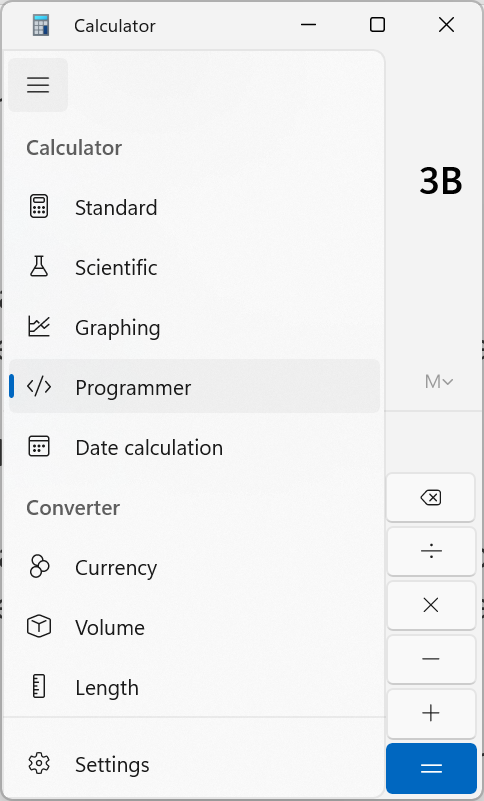 Calculator
Calculator
3B
Standard
Scientific
Graphing
M
Programmer
Date calculation
Converter
Currency
÷
Volume
×
−
Length
+
=
Settings